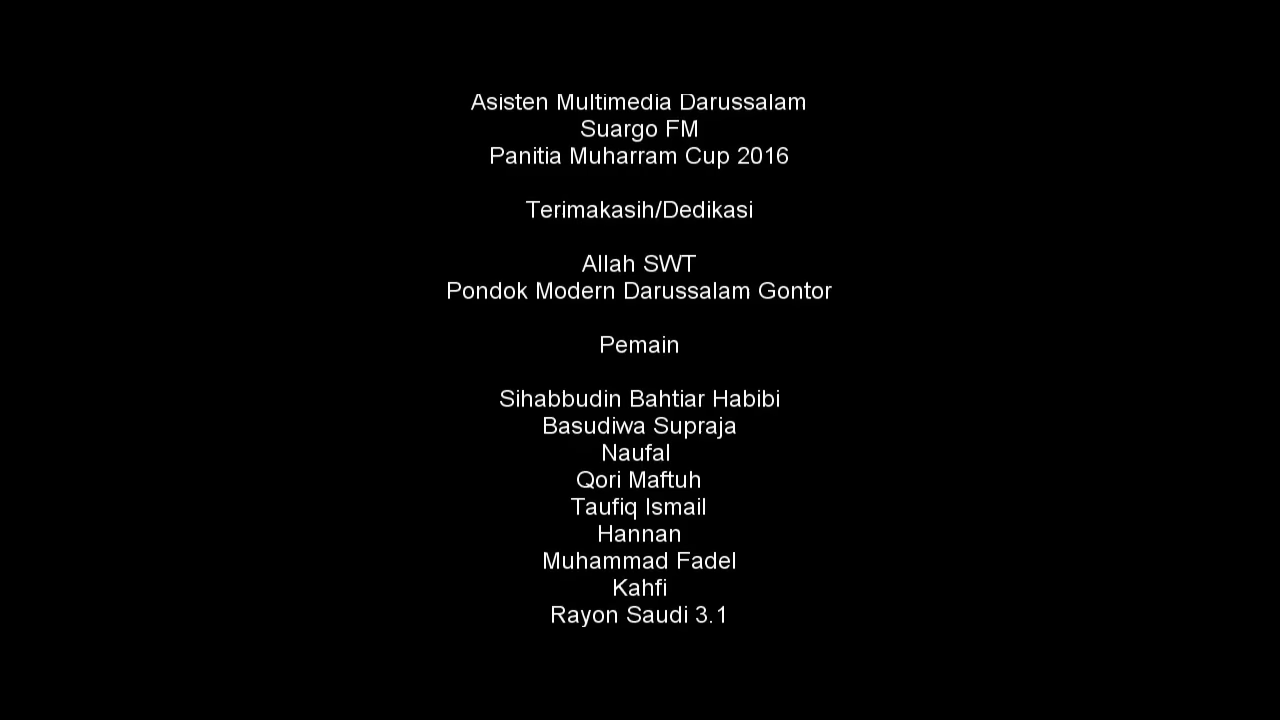 Asisten Multimedia Darussalam
Suargo FM
Panitia Muharram Cup 2016
Terimakasih/Dedikasi
Allah SWT
Pondok Modern Darussalam Gontor
Pemain
Sihabbudin Bahtiar Habibi
Basudiwa Supraja
Naufal
Qori Maftuh
Taufiq Ismail
Hannan
Muhammad Fadel
Kahfi
Rayon Saudi 3.1